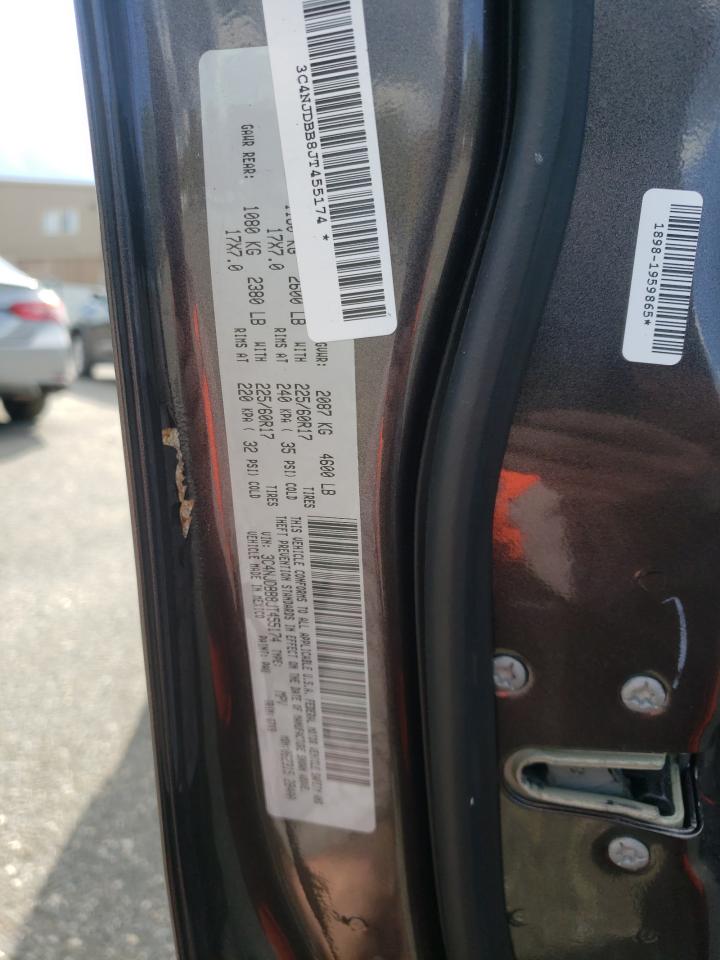 3C4NJDBB8JT455174 *
1898-1959865*
GVWR: 2087 KG 4600 LB
2600 LB WITH 225/60R17 TIRES
17X7.0 RIMS AT 240 KPA ( 35 PSI) COLD
GAWR REAR: 1080 KG 2380 LB WITH 225/60R17 TIRES
17X7.0 RIMS AT 220 KPA ( 32 PSI) COLD
THIS VEHICLE CONFORMS TO ALL APPLICABLE U.S.A. FEDERAL MOTOR VEHICLE SAFETY AND
THEFT PREVENTION STANDARDS IN EFFECT ON THE DATE OF MANUFACTURE SHOWN ABOVE.
VIN: 3C4NJDBB8JT455174 TYPE: MPV
VEHICLE MADE IN MEXICO PAINT: